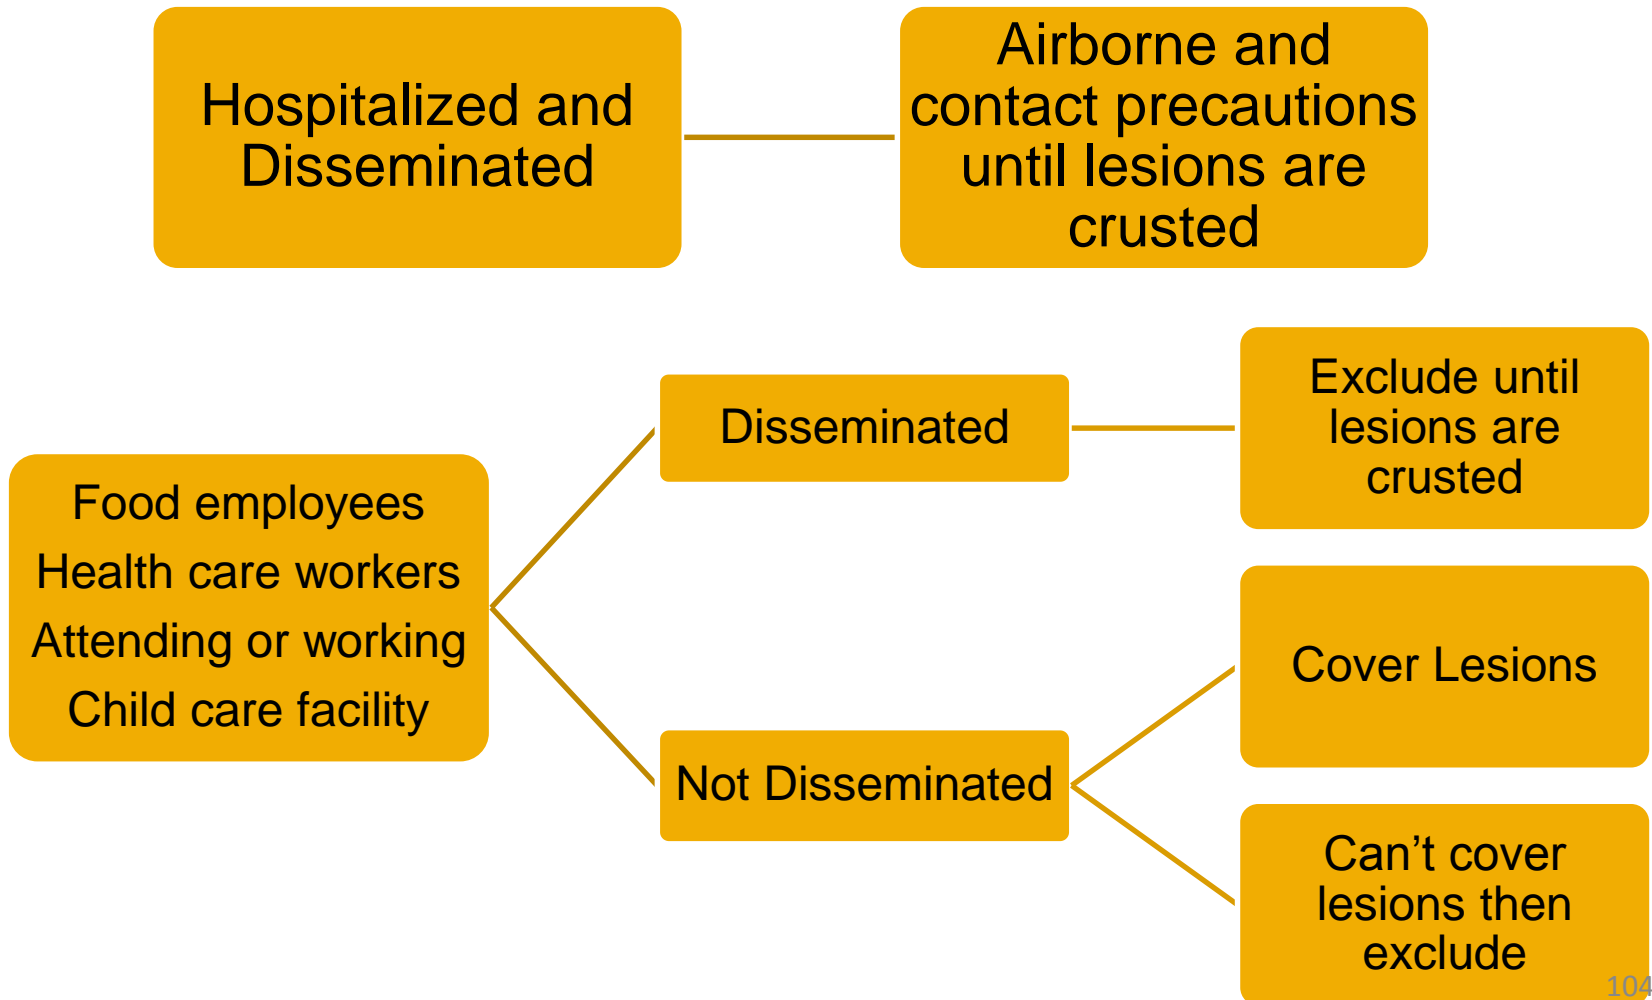 Hospitalized and
Disseminated
Airborne and
contact precautions
until lesions are
crusted
Food employees
Health care workers
Attending or working
Child care facility
Disseminated
Exclude until
lesions are
crusted
Not Disseminated
Cover Lesions
Can’t cover
lesions then
exclude
104